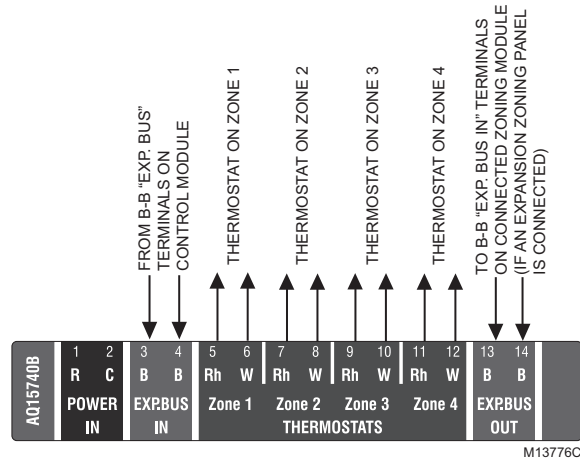 FROM B-B “EXP. BUS”
TERMINALS ON
CONTROL MODULE
THERMOSTAT ON ZONE 1
THERMOSTAT ON ZONE 2
THERMOSTAT ON ZONE 3
THERMOSTAT ON ZONE 4
TO B-B “EXP. BUS IN” TERMINALS
ON CONNECTED ZONING MODULE
(IF AN EXPANSION ZONING PANEL
IS CONNECTED)
AQ15740B
1 2 3 4 5 6 7 8 9 10 11 12 13 14
R C B B Rh W Rh W Rh W Rh W B B
POWER EXP.BUS Zone 1 Zone 2 Zone 3 Zone 4 EXP.BUS
IN IN THERMOSTATS OUT
M13776C